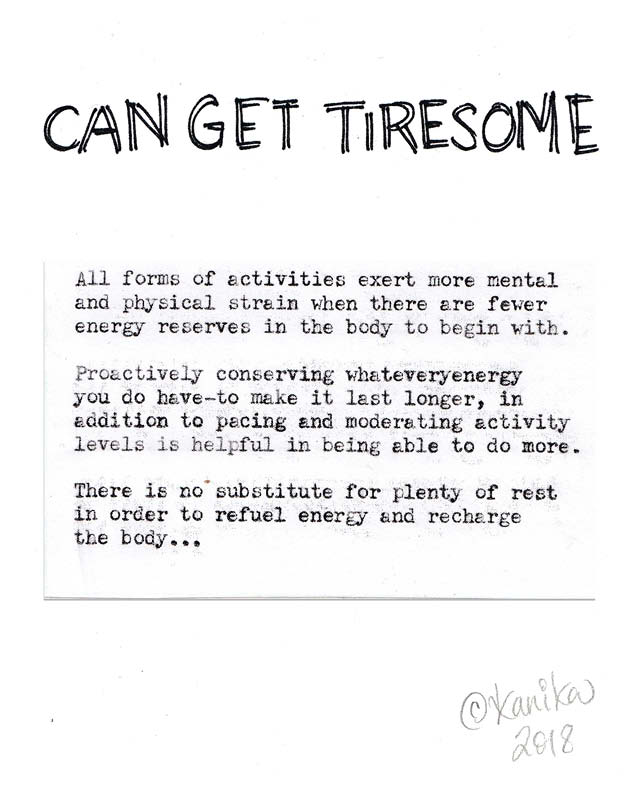 CAN GET TIRESOME
All forms of activities exert more mental
and physical strain when there are fewer
energy reserves in the body to begin with.
Proactively conserving whateveryenergy
you do have-to make it last longer, in
addition to pacing and moderating activity
levels is helpful in being able to do more.
There is no substitute for plenty of rest
in order to refuel energy and recharge
the body...
©Kanika
2018